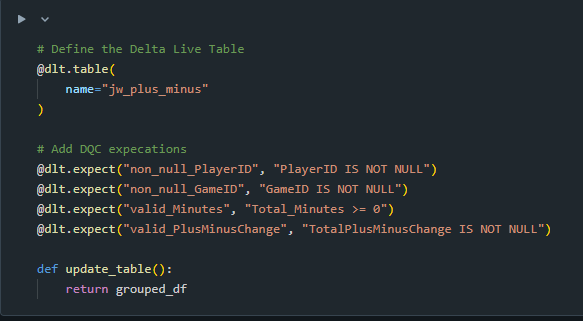 # Define the Delta Live Table
@dlt.table(
    name="jw_plus_minus"
)
# Add DQC expecations
@dlt.expect("non_null_PlayerID", "PlayerID IS NOT NULL")
@dlt.expect("non_null_GameID", "GameID IS NOT NULL")
@dlt.expect("valid_Minutes", "Total_Minutes >= 0")
@dlt.expect("valid_PlusMinusChange", "TotalPlusMinusChange IS NOT NULL")
def update_table():
    return grouped_df